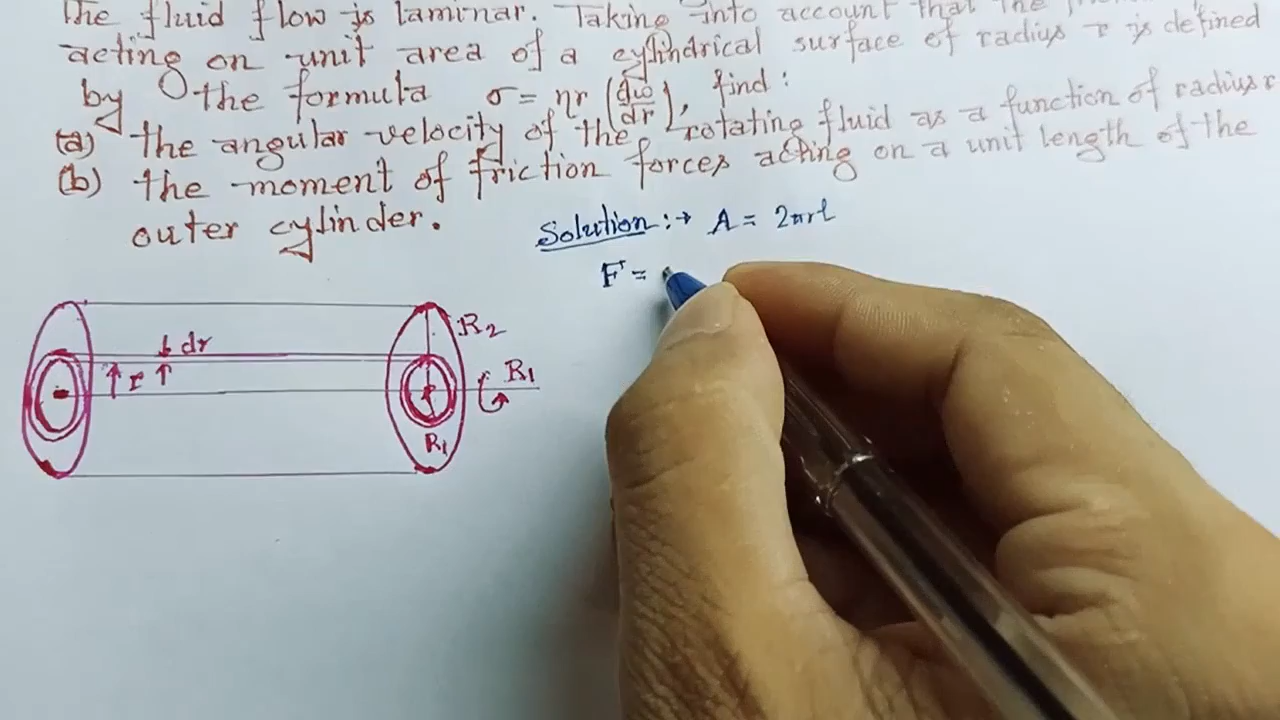 The fluid flow is laminar. Taking into account that the
acting on unit area of a cylindrical surface of radius r is defined
by the formula σ = ηr (dω/dr), find :
(a) the angular velocity of the rotating fluid as a function of radius r
(b) the moment of friction forces acting on a unit length of the
outer cylinder.
Solution :→ A = 2πrl
F =
R2
dr
r
R1
R1